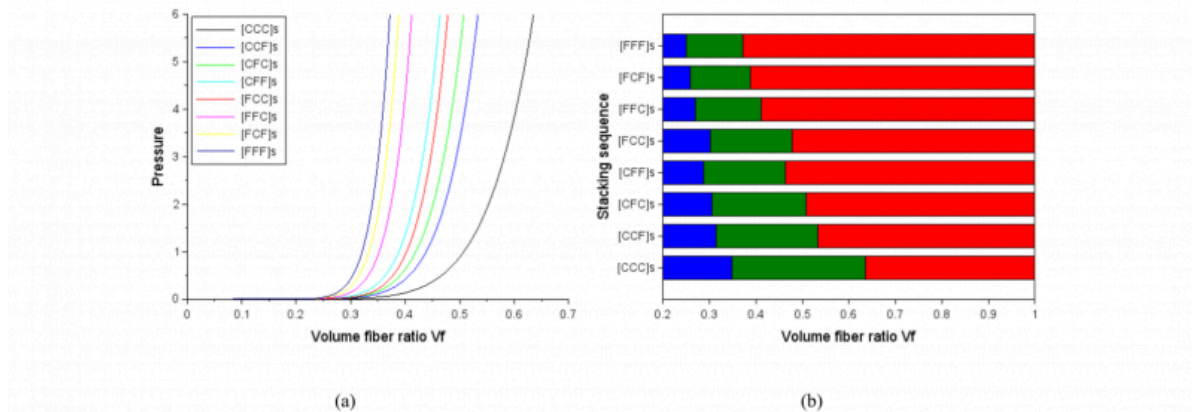 6
5
4
3
2
1
0
Pressure
[CCC]s
[CCF]s
[CFC]s
[CFF]s
[FCC]s
[FFC]s
[FCF]s
[FFF]s
0 0.1 0.2 0.3 0.4 0.5 0.6 0.7
Volume fiber ratio Vf
(a)
Stacking sequence
[FFF]s
[FCF]s
[FFC]s
[FCC]s
[CFF]s
[CFC]s
[CCF]s
[CCC]s
0.2 0.3 0.4 0.5 0.6 0.7 0.8 0.9 1
Volume fiber ratio Vf
(b)